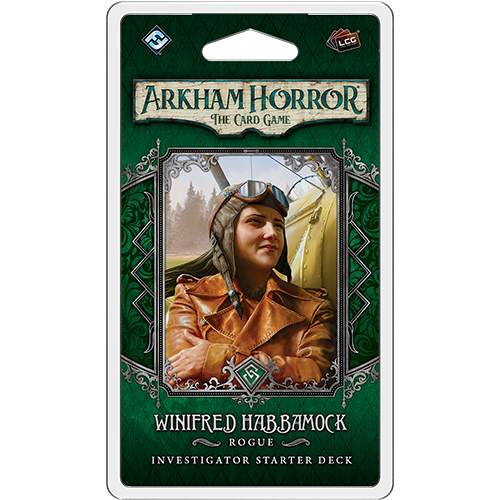 LCG
ARKHAM HORROR
THE CARD GAME
WINIFRED HABBAMOCK
ROGUE
INVESTIGATOR STARTER DECK